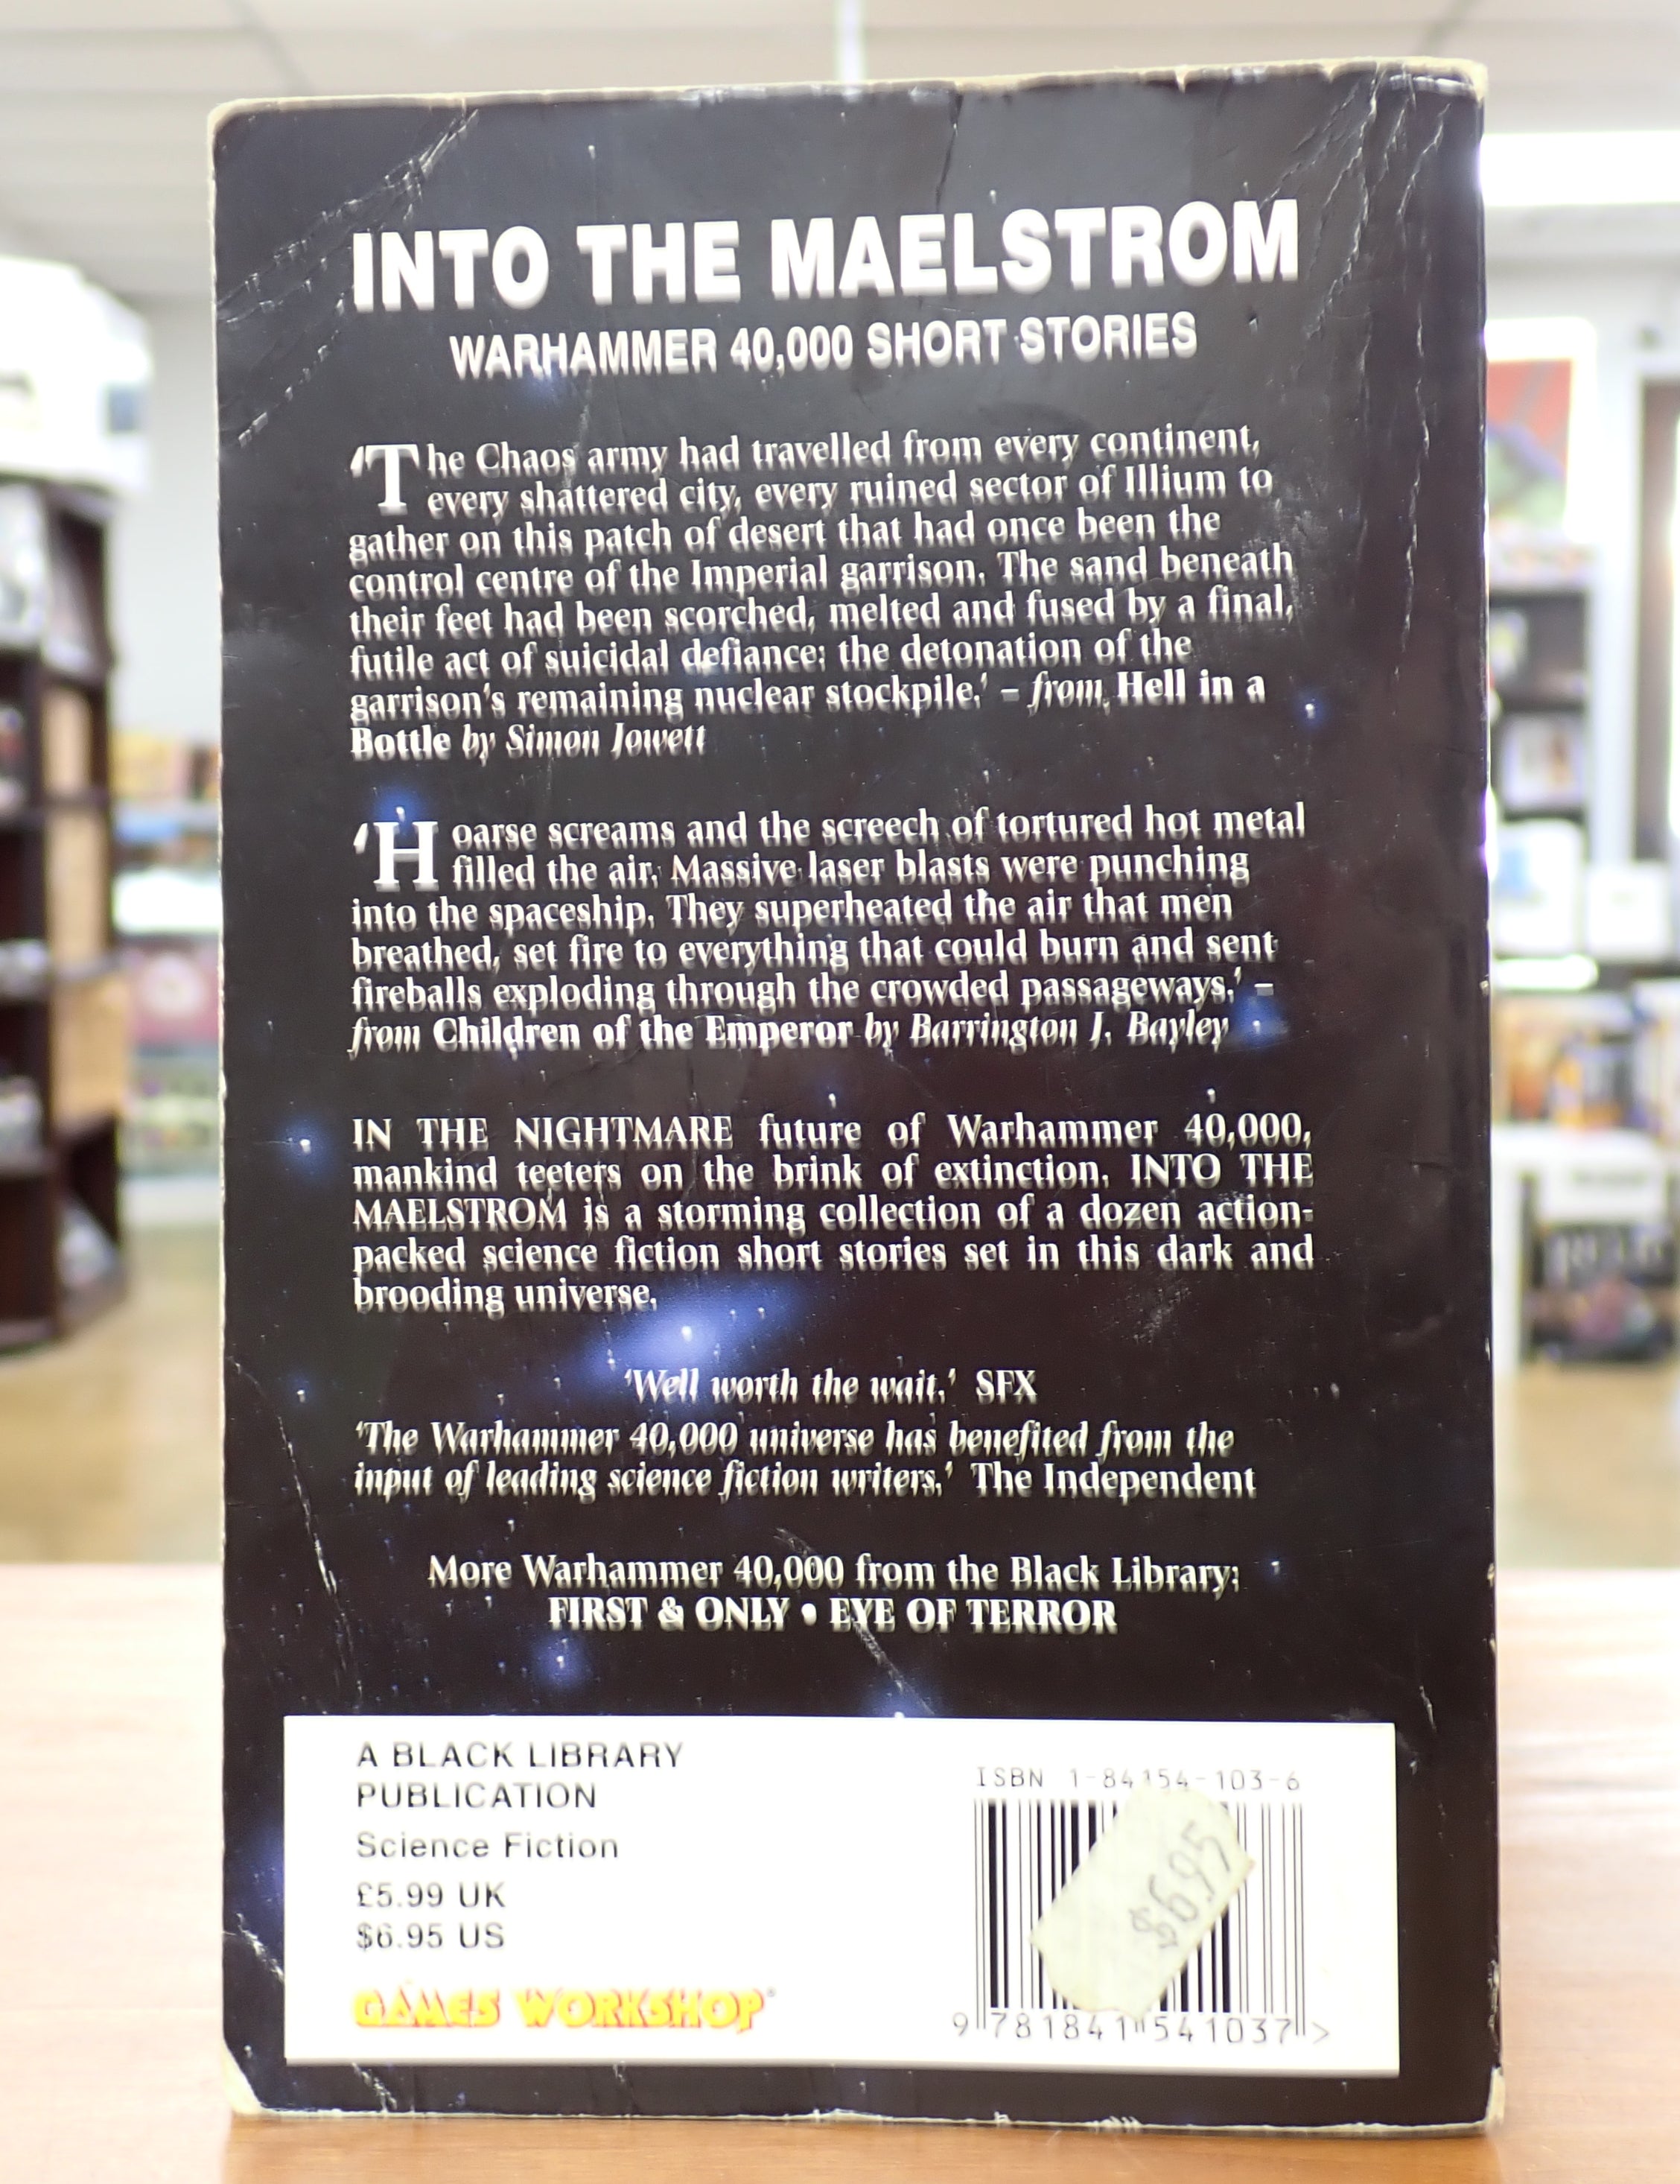 INTO THE MAELSTROM
WARHAMMER 40,000 SHORT STORIES
'The Chaos army had travelled from every continent,
every shattered city, every ruined sector of Illium to
gather on this patch of desert that had once been the
control centre of the Imperial garrison. The sand beneath
their feet had been scorched, melted and fused by a final,
futile act of suicidal defiance: the detonation of the
garrison's remaining nuclear stockpile.' – from Hell in a
Bottle by Simon Jowett
'Hoarse screams and the screech of tortured hot metal
filled the air. Massive laser blasts were punching
into the spaceship. They superheated the air that men
breathed, set fire to everything that could burn and sent
fireballs exploding through the crowded passageways.' –
from Children of the Emperor by Barrington J. Bayley
IN THE NIGHTMARE future of Warhammer 40,000,
mankind teeters on the brink of extinction. INTO THE
MAELSTROM is a storming collection of a dozen action-
packed science fiction short stories set in this dark and
brooding universe.
'Well worth the wait.' SFX
'The Warhammer 40,000 universe has benefited from the
input of leading science fiction writers.' The Independent
More Warhammer 40,000 from the Black Library:
FIRST & ONLY • EYE OF TERROR
A BLACK LIBRARY
PUBLICATION
Science Fiction
£5.99 UK
$6.95 US
GAMES WORKSHOP®
ISBN 1-84154-103-6
$6.95
9 781841 541037 >